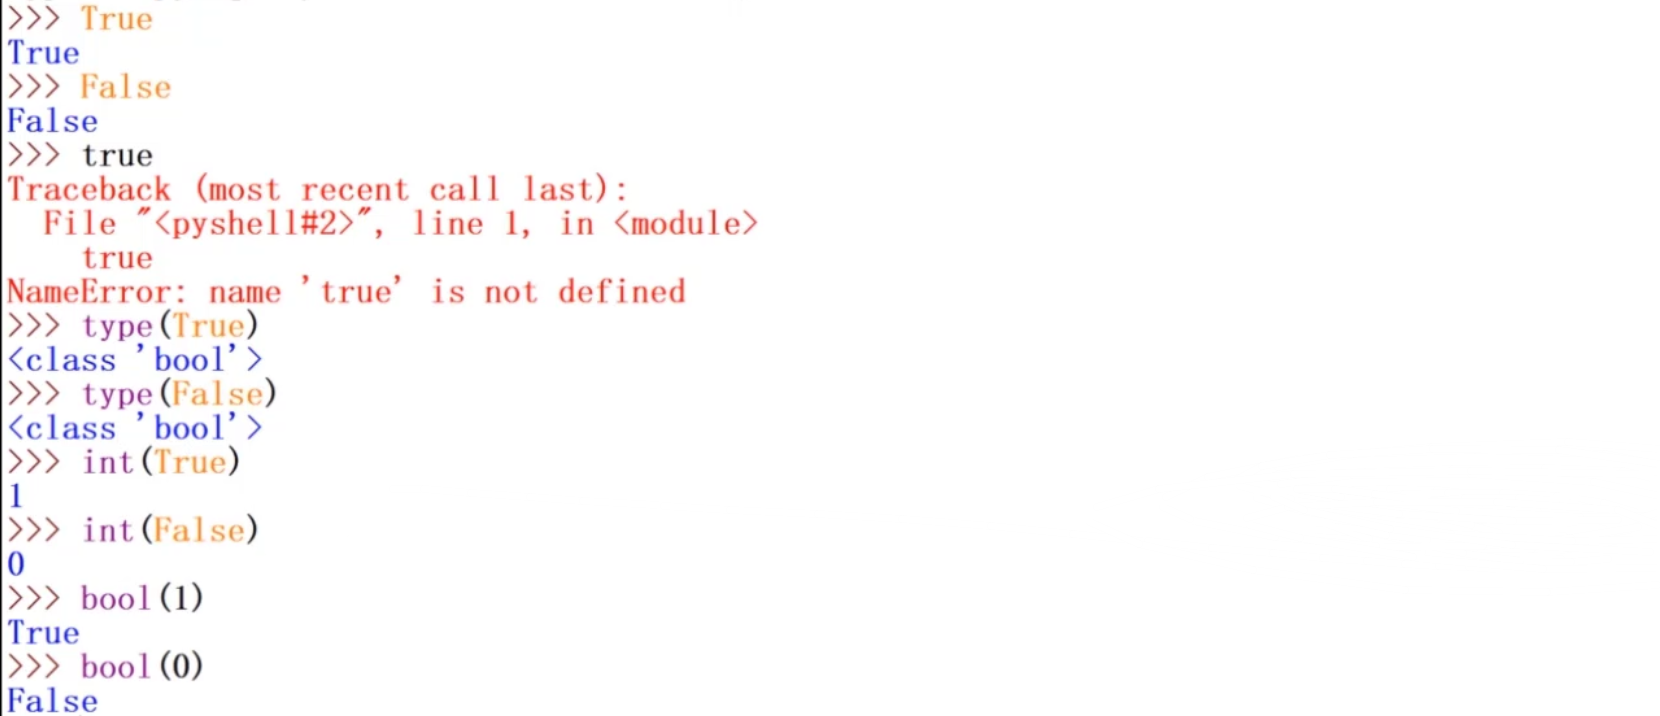 >>> True
True
>>> False
False
>>> true
Traceback (most recent call last):
  File "<pyshell#2>", line 1, in <module>
    true
NameError: name 'true' is not defined
>>> type(True)
<class 'bool'>
>>> type(False)
<class 'bool'>
>>> int(True)
1
>>> int(False)
0
>>> bool(1)
True
>>> bool(0)
False